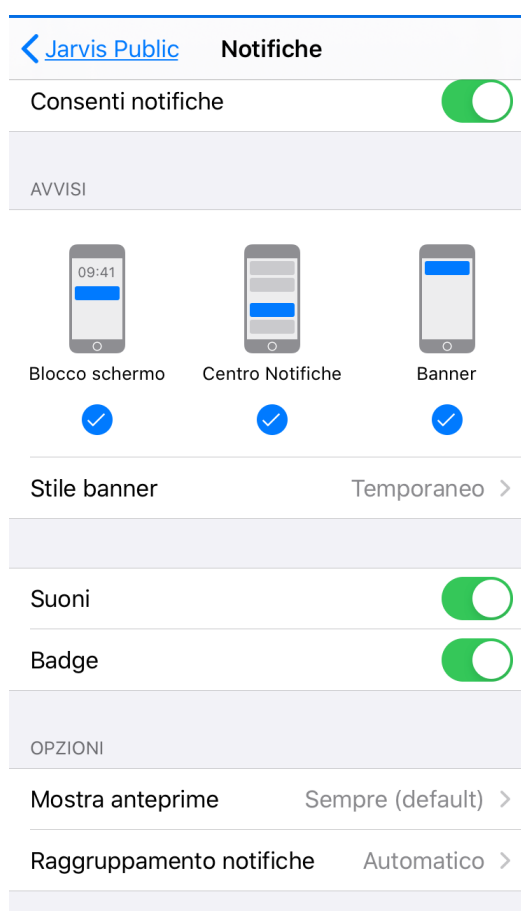 Jarvis Public Notifiche
Consenti notifiche
AVVISI
09:41
Blocco schermo Centro Notifiche Banner
Stile banner Temporaneo
Suoni
Badge
OPZIONI
Mostra anteprime Sempre (default)
Raggruppamento notifiche Automatico